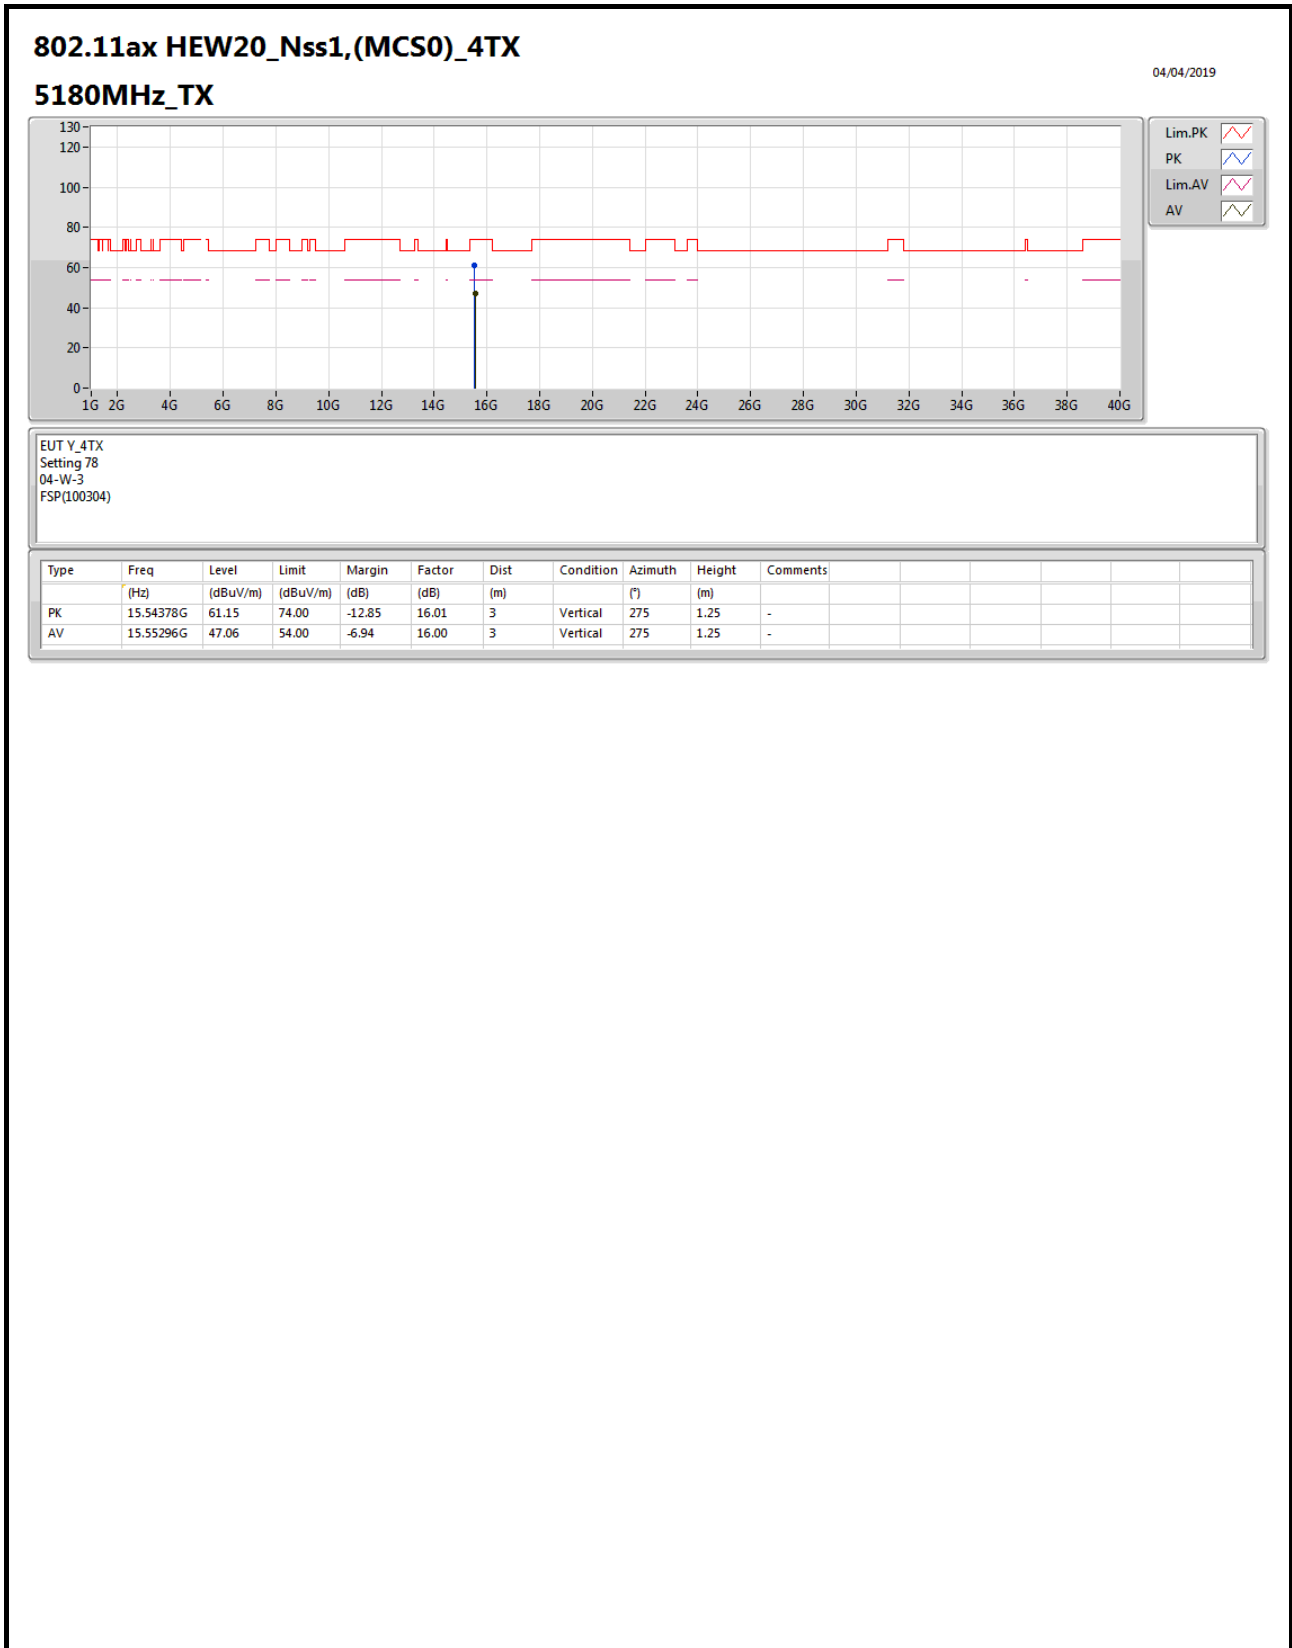 802.11ax HEW20_Nss1,(MCS0)_4TX
04/04/2019
5180MHz_TX
130
120
100
80
60
40
20
0
1G 2G 4G 6G 8G 10G 12G 14G 16G 18G 20G 22G 24G 26G 28G 30G 32G 34G 36G 38G 40G
Lim.PK
PK
Lim.AV
AV
EUT Y_4TX
Setting 78
04-W-3
FSP(100304)
Type Freq Level Limit Margin Factor Dist Condition Azimuth Height Comments
(Hz) (dBuV/m) (dBuV/m) (dB) (dB) (m) (°) (m)
PK 15.54378G 61.15 74.00 -12.85 16.01 3 Vertical 275 1.25 -
AV 15.55296G 47.06 54.00 -6.94 16.00 3 Vertical 275 1.25 -